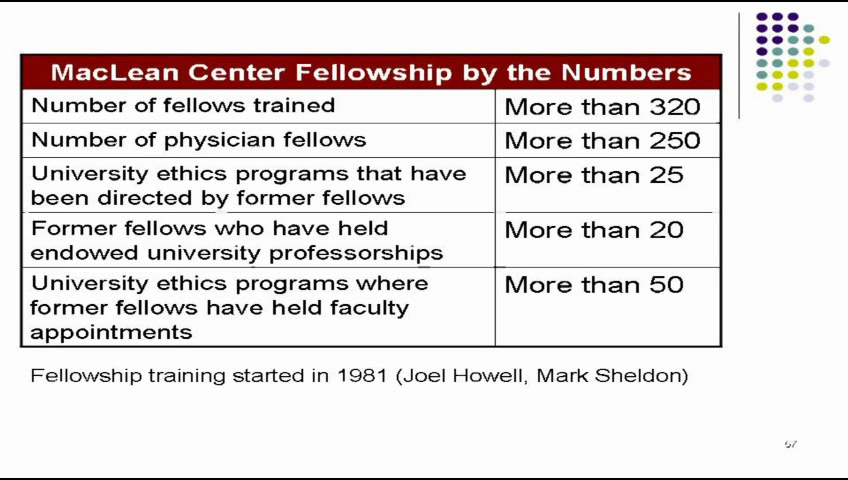 MacLean Center Fellowship by the Numbers
Number of fellows trained More than 320
Number of physician fellows More than 250
University ethics programs that have More than 25
been directed by former fellows
Former fellows who have held More than 20
endowed university professorships
University ethics programs where More than 50
former fellows have held faculty
appointments
Fellowship training started in 1981 (Joel Howell, Mark Sheldon)